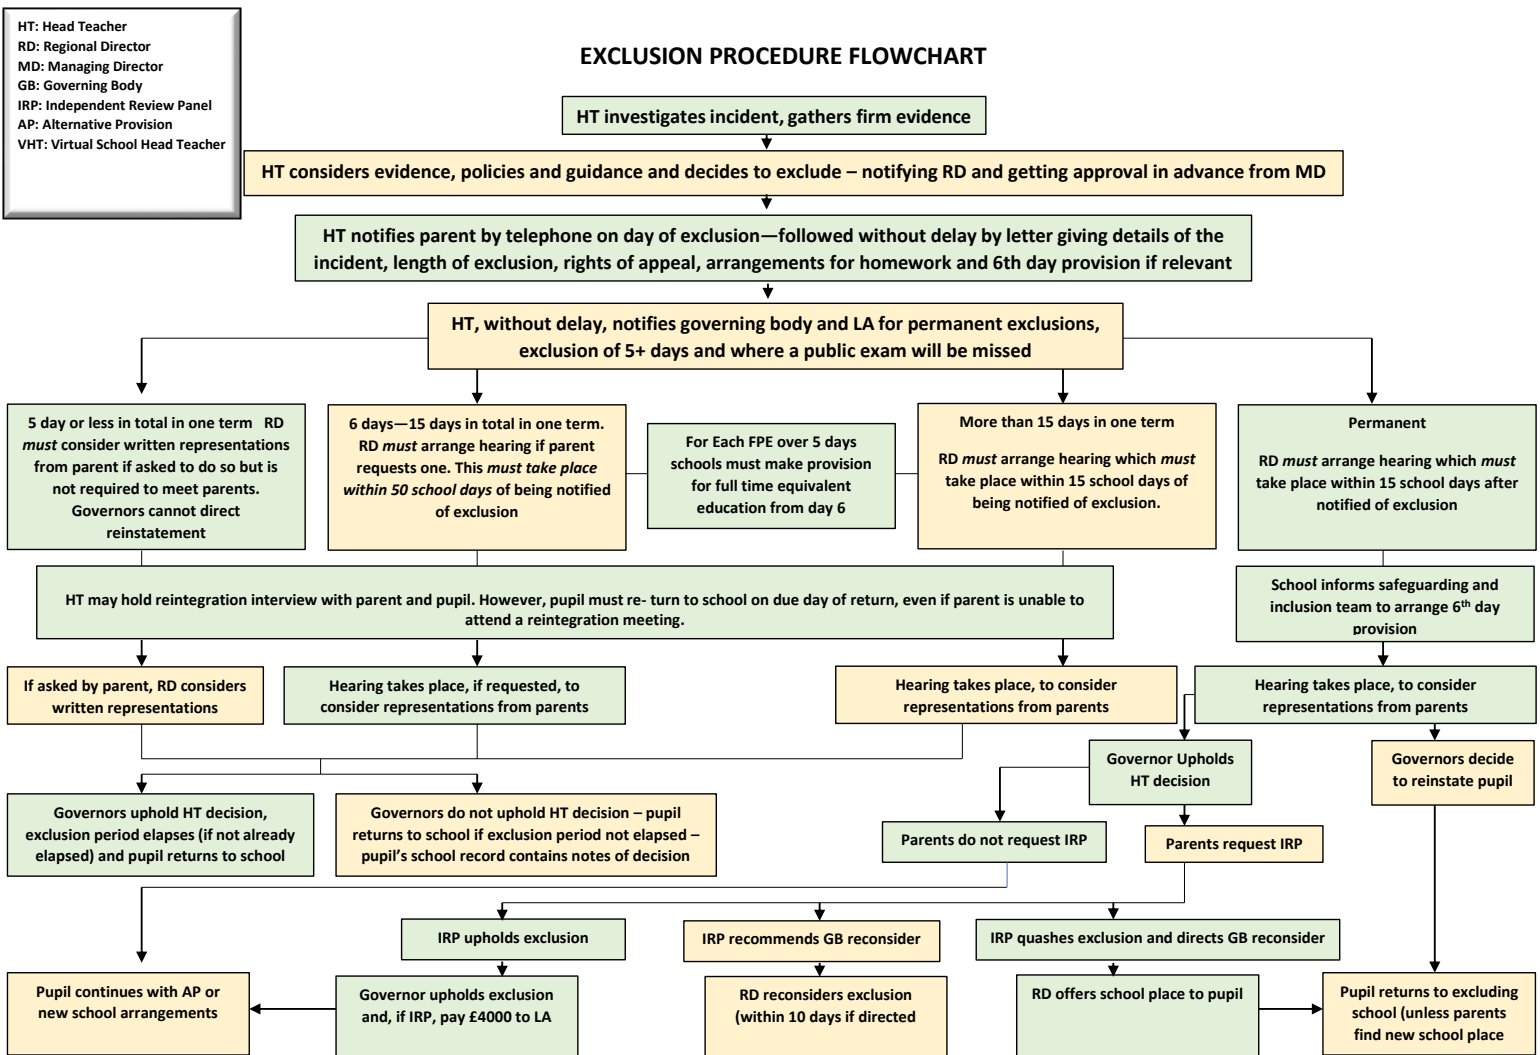 HT: Head Teacher
RD: Regional Director
MD: Managing Director
GB: Governing Body
IRP: Independent Review Panel
AP: Alternative Provision
VHT: Virtual School Head Teacher
EXCLUSION PROCEDURE FLOWCHART
HT investigates incident, gathers firm evidence
HT considers evidence, policies and guidance and decides to exclude – notifying RD and getting approval in advance from MD
HT notifies parent by telephone on day of exclusion—followed without delay by letter giving details of the
incident, length of exclusion, rights of appeal, arrangements for homework and 6th day provision if relevant
HT, without delay, notifies governing body and LA for permanent exclusions,
exclusion of 5+ days and where a public exam will be missed
5 day or less in total in one term RD
must consider written representations
from parent if asked to do so but is
not required to meet parents.
Governors cannot direct
reinstatement
6 days—15 days in total in one term.
RD must arrange hearing if parent
requests one. This must take place
within 50 school days of being notified
of exclusion
For Each FPE over 5 days
schools must make provision
for full time equivalent
education from day 6
More than 15 days in one term
RD must arrange hearing which must
take place within 15 school days of
being notified of exclusion.
Permanent
RD must arrange hearing which must
take place within 15 school days after
notified of exclusion
HT may hold reintegration interview with parent and pupil. However, pupil must re- turn to school on due day of return, even if parent is unable to
attend a reintegration meeting.
School informs safeguarding and
inclusion team to arrange 6th day
provision
If asked by parent, RD considers
written representations
Hearing takes place, if requested, to
consider representations from parents
Hearing takes place, to consider
representations from parents
Hearing takes place, to consider
representations from parents
Governor Upholds
HT decision
Governors decide
to reinstate pupil
Governors uphold HT decision,
exclusion period elapses (if not already
elapsed) and pupil returns to school
Governors do not uphold HT decision – pupil
returns to school if exclusion period not elapsed –
pupil's school record contains notes of decision
Parents do not request IRP
Parents request IRP
IRP upholds exclusion
IRP recommends GB reconsider
IRP quashes exclusion and directs GB reconsider
Pupil continues with AP or
new school arrangements
Governor upholds exclusion
and, if IRP, pay £4000 to LA
RD reconsiders exclusion
(within 10 days if directed
RD offers school place to pupil
Pupil returns to excluding
school (unless parents
find new school place